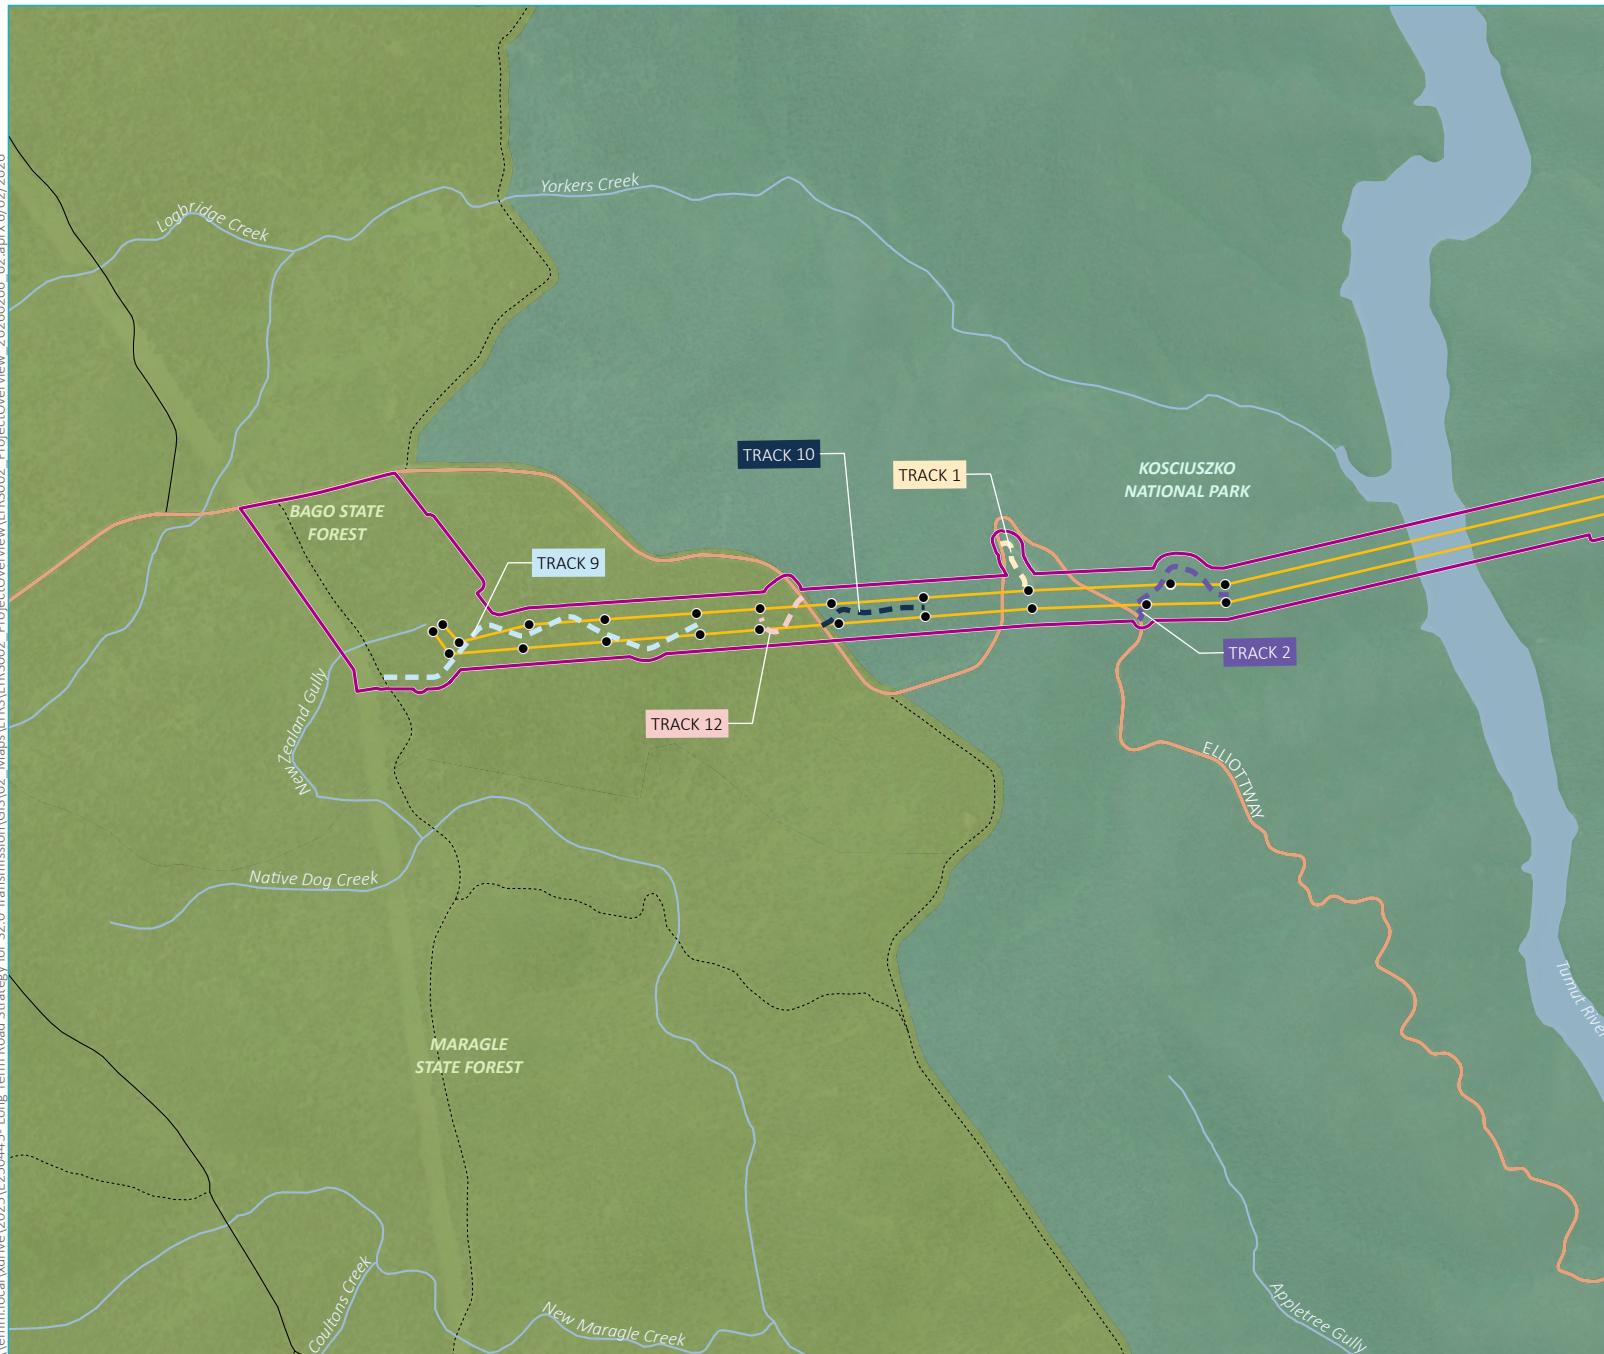 Yorkers Creek
Logbridge Creek
TRACK 10
TRACK 1
KOSCIUSZKO
NATIONAL PARK
BAGO STATE
FOREST
TRACK 9
TRACK 2
TRACK 12
New Zealand Gully
ELLIOTTWAY
Native Dog Creek
Tumut River
MARAGLE
STATE FOREST
Coultons Creek
New Maragle Creek
Appletree Gully